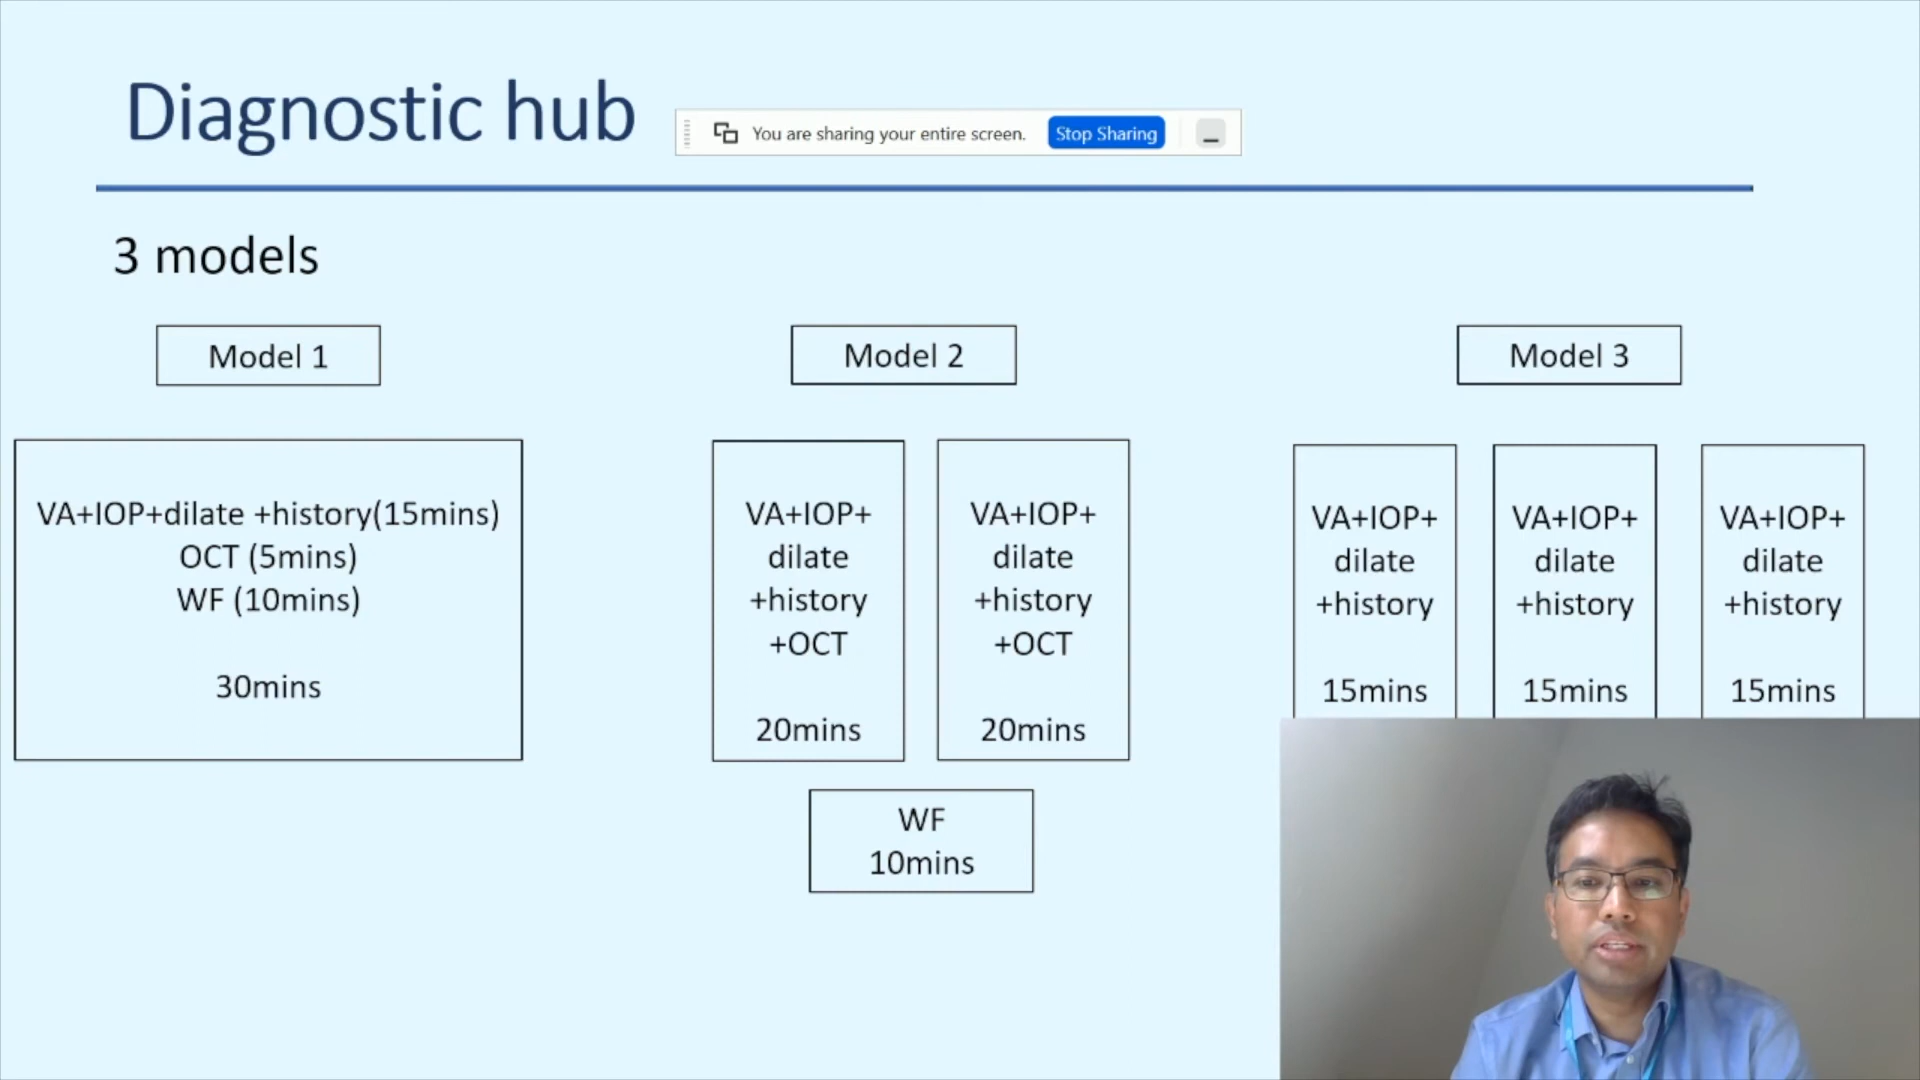 Diagnostic hub
You are sharing your entire screen.
Stop Sharing
3 models
Model 1
VA+IOP+dilate +history(15mins)
OCT (5mins)
WF (10mins)
30mins
Model 2
VA+IOP+
dilate
+history
+OCT
20mins
VA+IOP+
dilate
+history
+OCT
20mins
WF
10mins
Model 3
VA+IOP+
dilate
+history
15mins
VA+IOP+
dilate
+history
15mins
VA+IOP+
dilate
+history
15mins